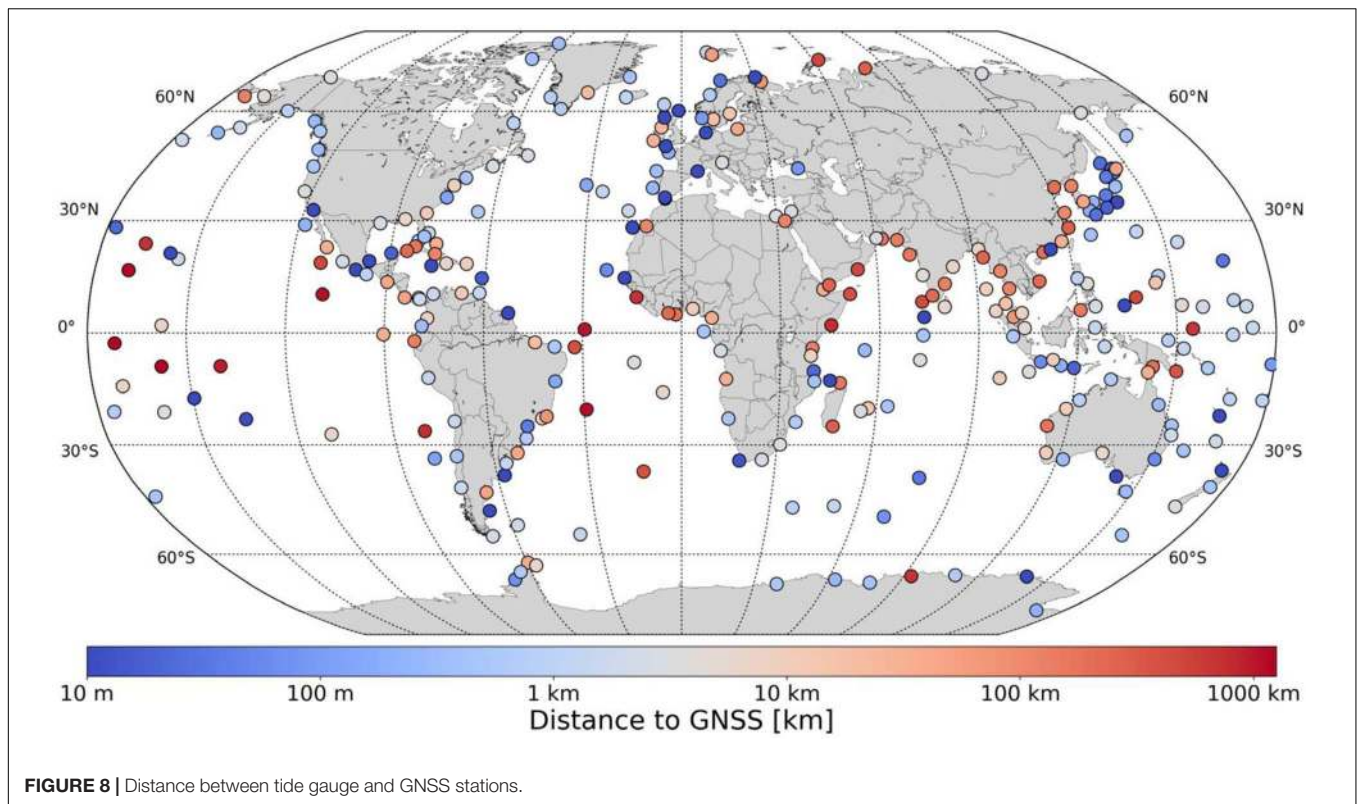 60°N 60°N
30°N 30°N
0° 0°
30°S 30°S
60°S 60°S
10 m 100 m 1 km 10 km 100 km 1000 km
Distance to GNSS [km]
FIGURE 8 | Distance between tide gauge and GNSS stations.